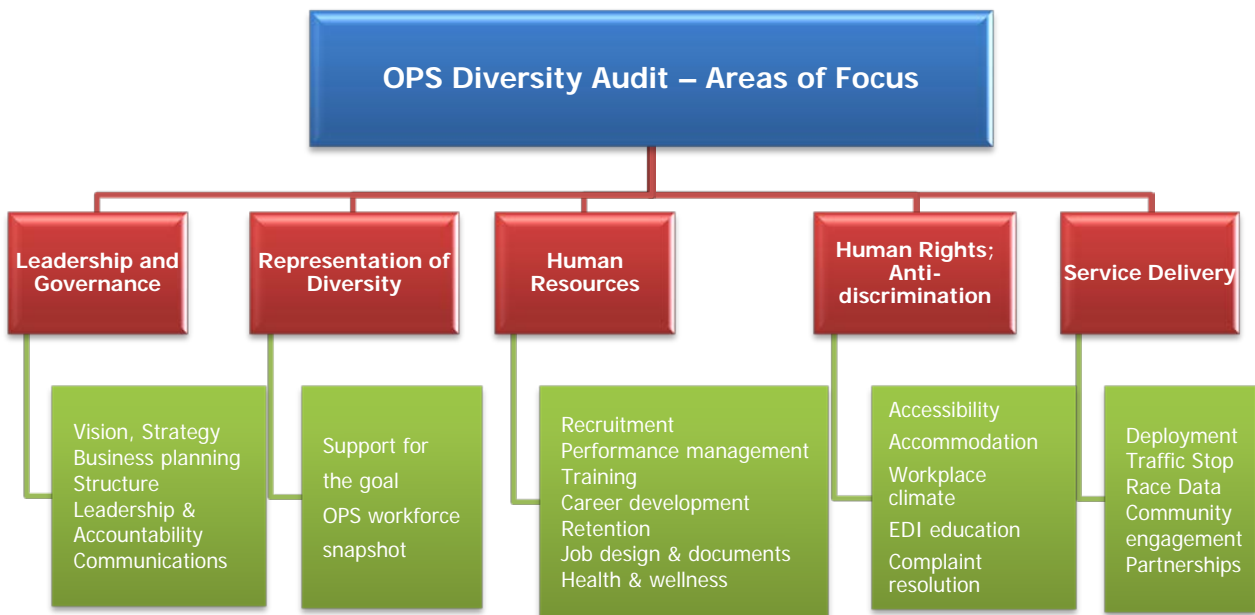 OPS Diversity Audit – Areas of Focus
Leadership and
Governance
Representation of
Diversity
Human
Resources
Human Rights;
Anti-
discrimination
Service Delivery
Vision, Strategy
Business planning
Structure
Leadership &
Accountability
Communications
Support for
the goal
OPS workforce
snapshot
Recruitment
Performance management
Training
Career development
Retention
Job design & documents
Health & wellness
Accessibility
Accommodation
Workplace
climate
EDI education
Complaint
resolution
Deployment
Traffic Stop
Race Data
Community
engagement
Partnerships